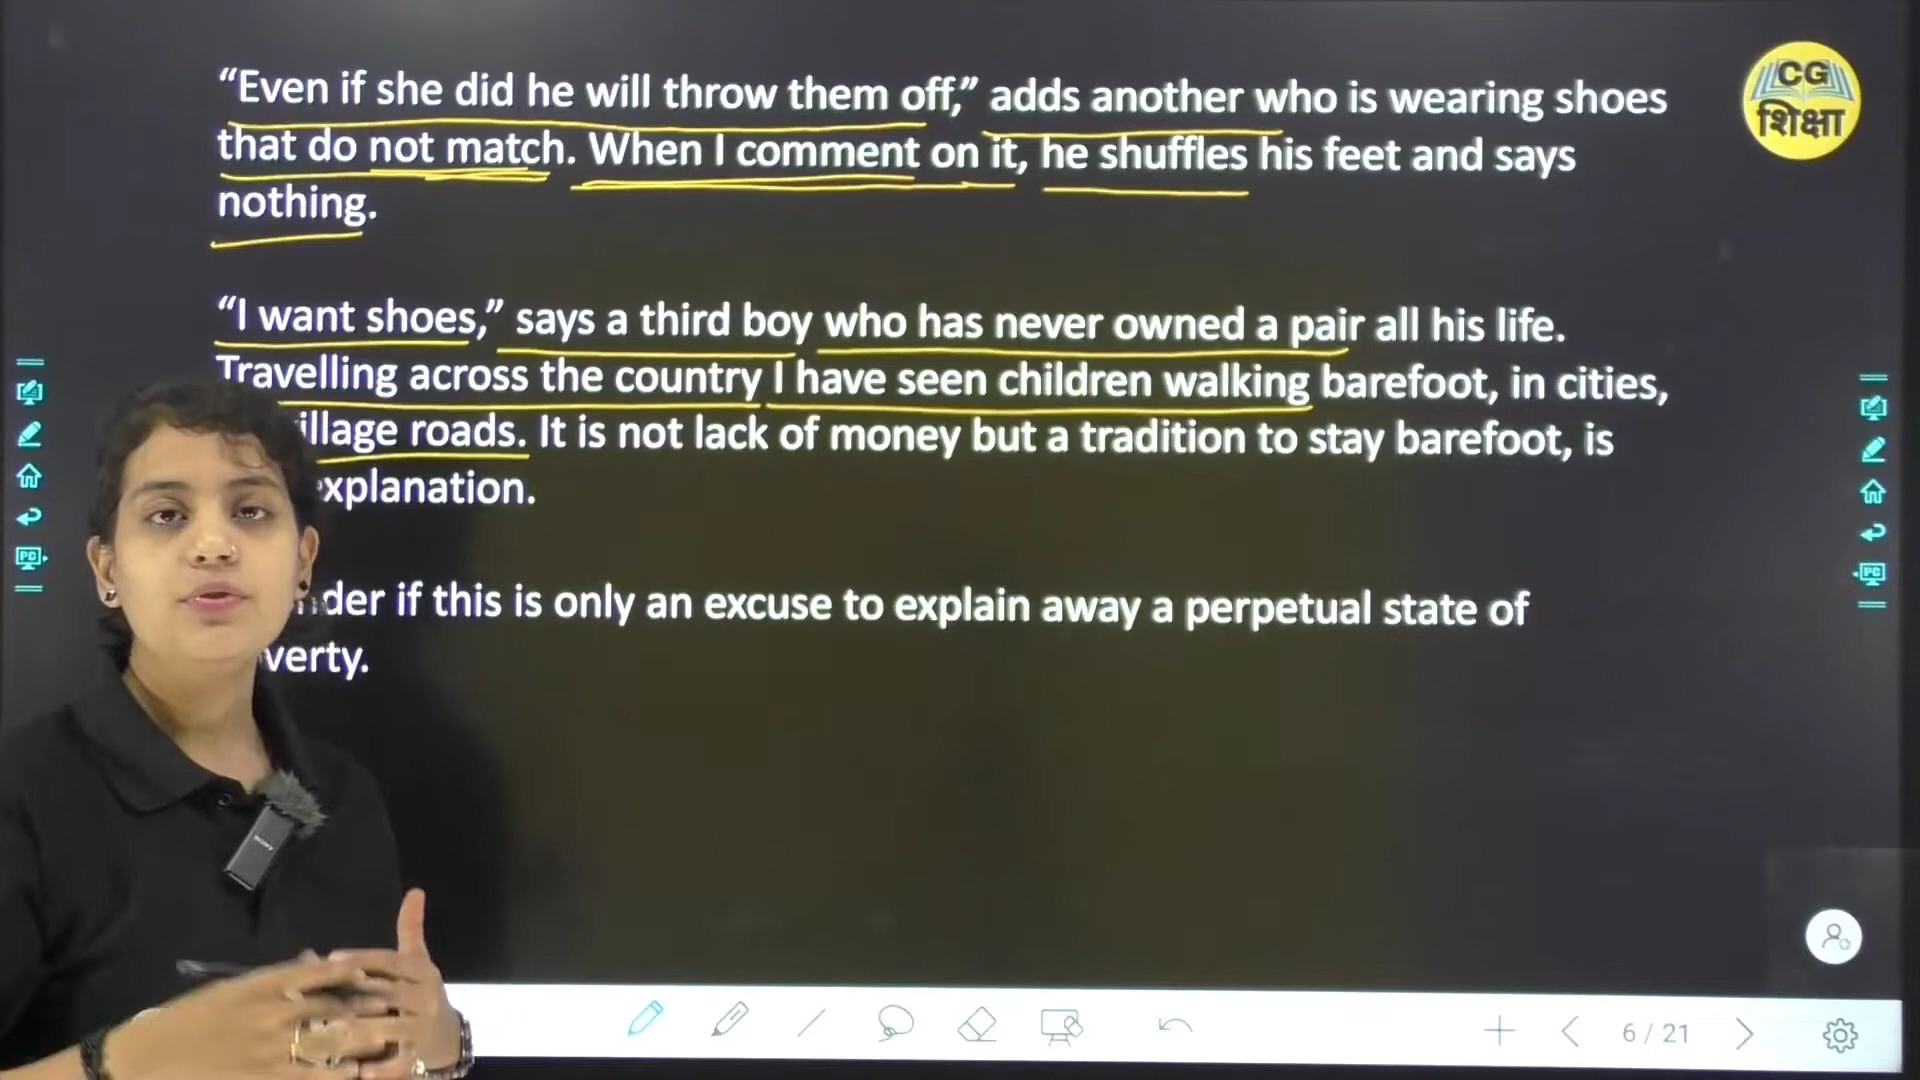 “Even if she did he will throw them off,” adds another who is wearing shoes
that do not match. When I comment on it, he shuffles his feet and says
nothing.
“I want shoes,” says a third boy who has never owned a pair all his life.
Travelling across the country I have seen children walking barefoot, in cities,
roads. It is not lack of money but a tradition to stay barefoot, is
if this is only an excuse to explain away a perpetual state of
CG
शिक्षा
PC
PC
SONY
6 / 21